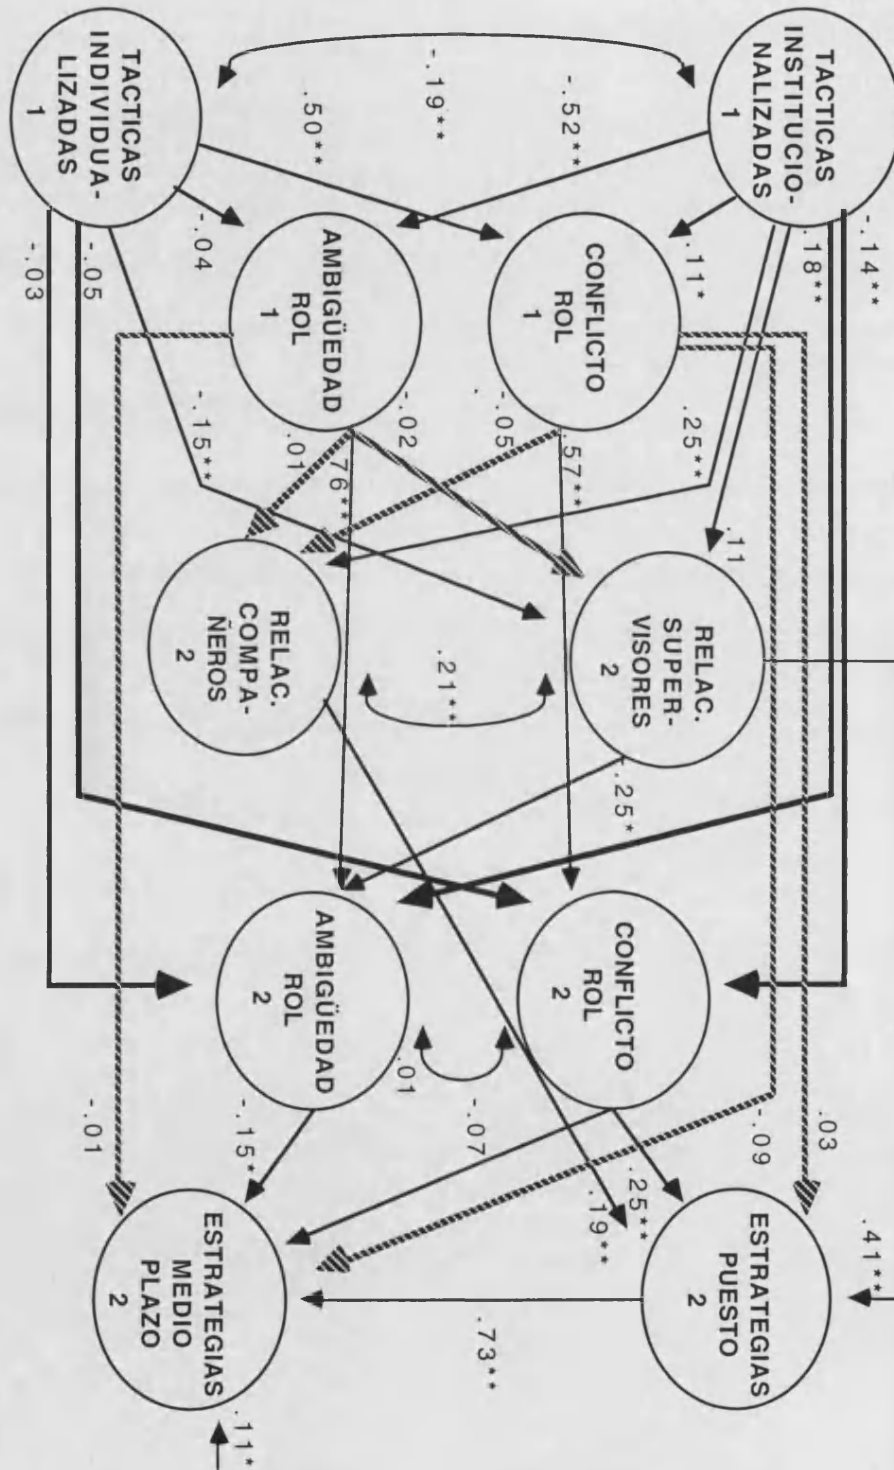 TACTICAS
INSTITUCIO-
NALIZADAS
1
-.14**
.18**
.11*
.25**
.11
-.52**
-.19**
.50**
TACTICAS
INDIVIDUA-
LIZADAS
1
-.04
-.05
-.03
CONFLICTO
ROL
1
.57**
-.05
AMBIGÜEDAD
ROL
1
-.02
.76**
.01
-.15**
RELAC.
SUPER-
VISORES
2
-.25*
.21**
RELAC.
COMPA-
ÑEROS
2
CONFLICTO
ROL
2
.25**
.19**
-.07
.01
AMBIGÜEDAD
ROL
2
-.15*
-.01
.03
-.09
.41**
ESTRATEGIAS
PUESTO
2
.73**
ESTRATEGIAS
MEDIO
PLAZO
2
.11*